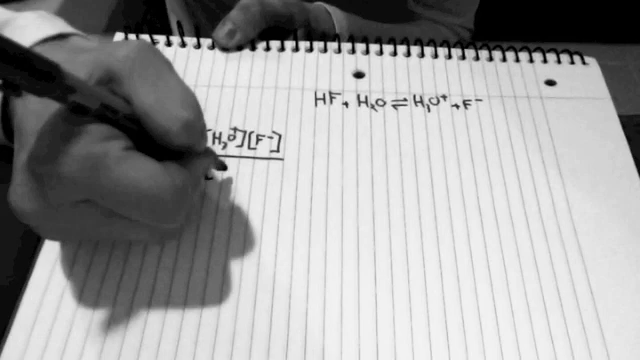 HF + H₂O ⇌ H₃O⁺ + F⁻
[H₃O⁺][F⁻]